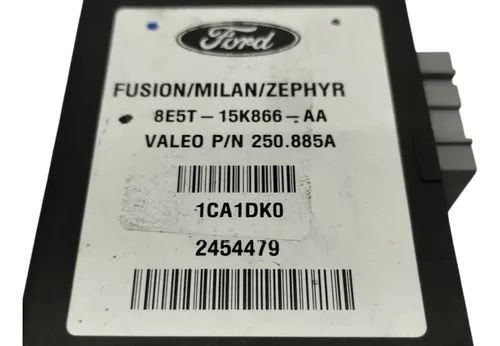 Ford
FUSION/MILAN/ZEPHYR
8E5T-15K866-AA
VALEO P/N 250.885A
1CA1DK0
2454479